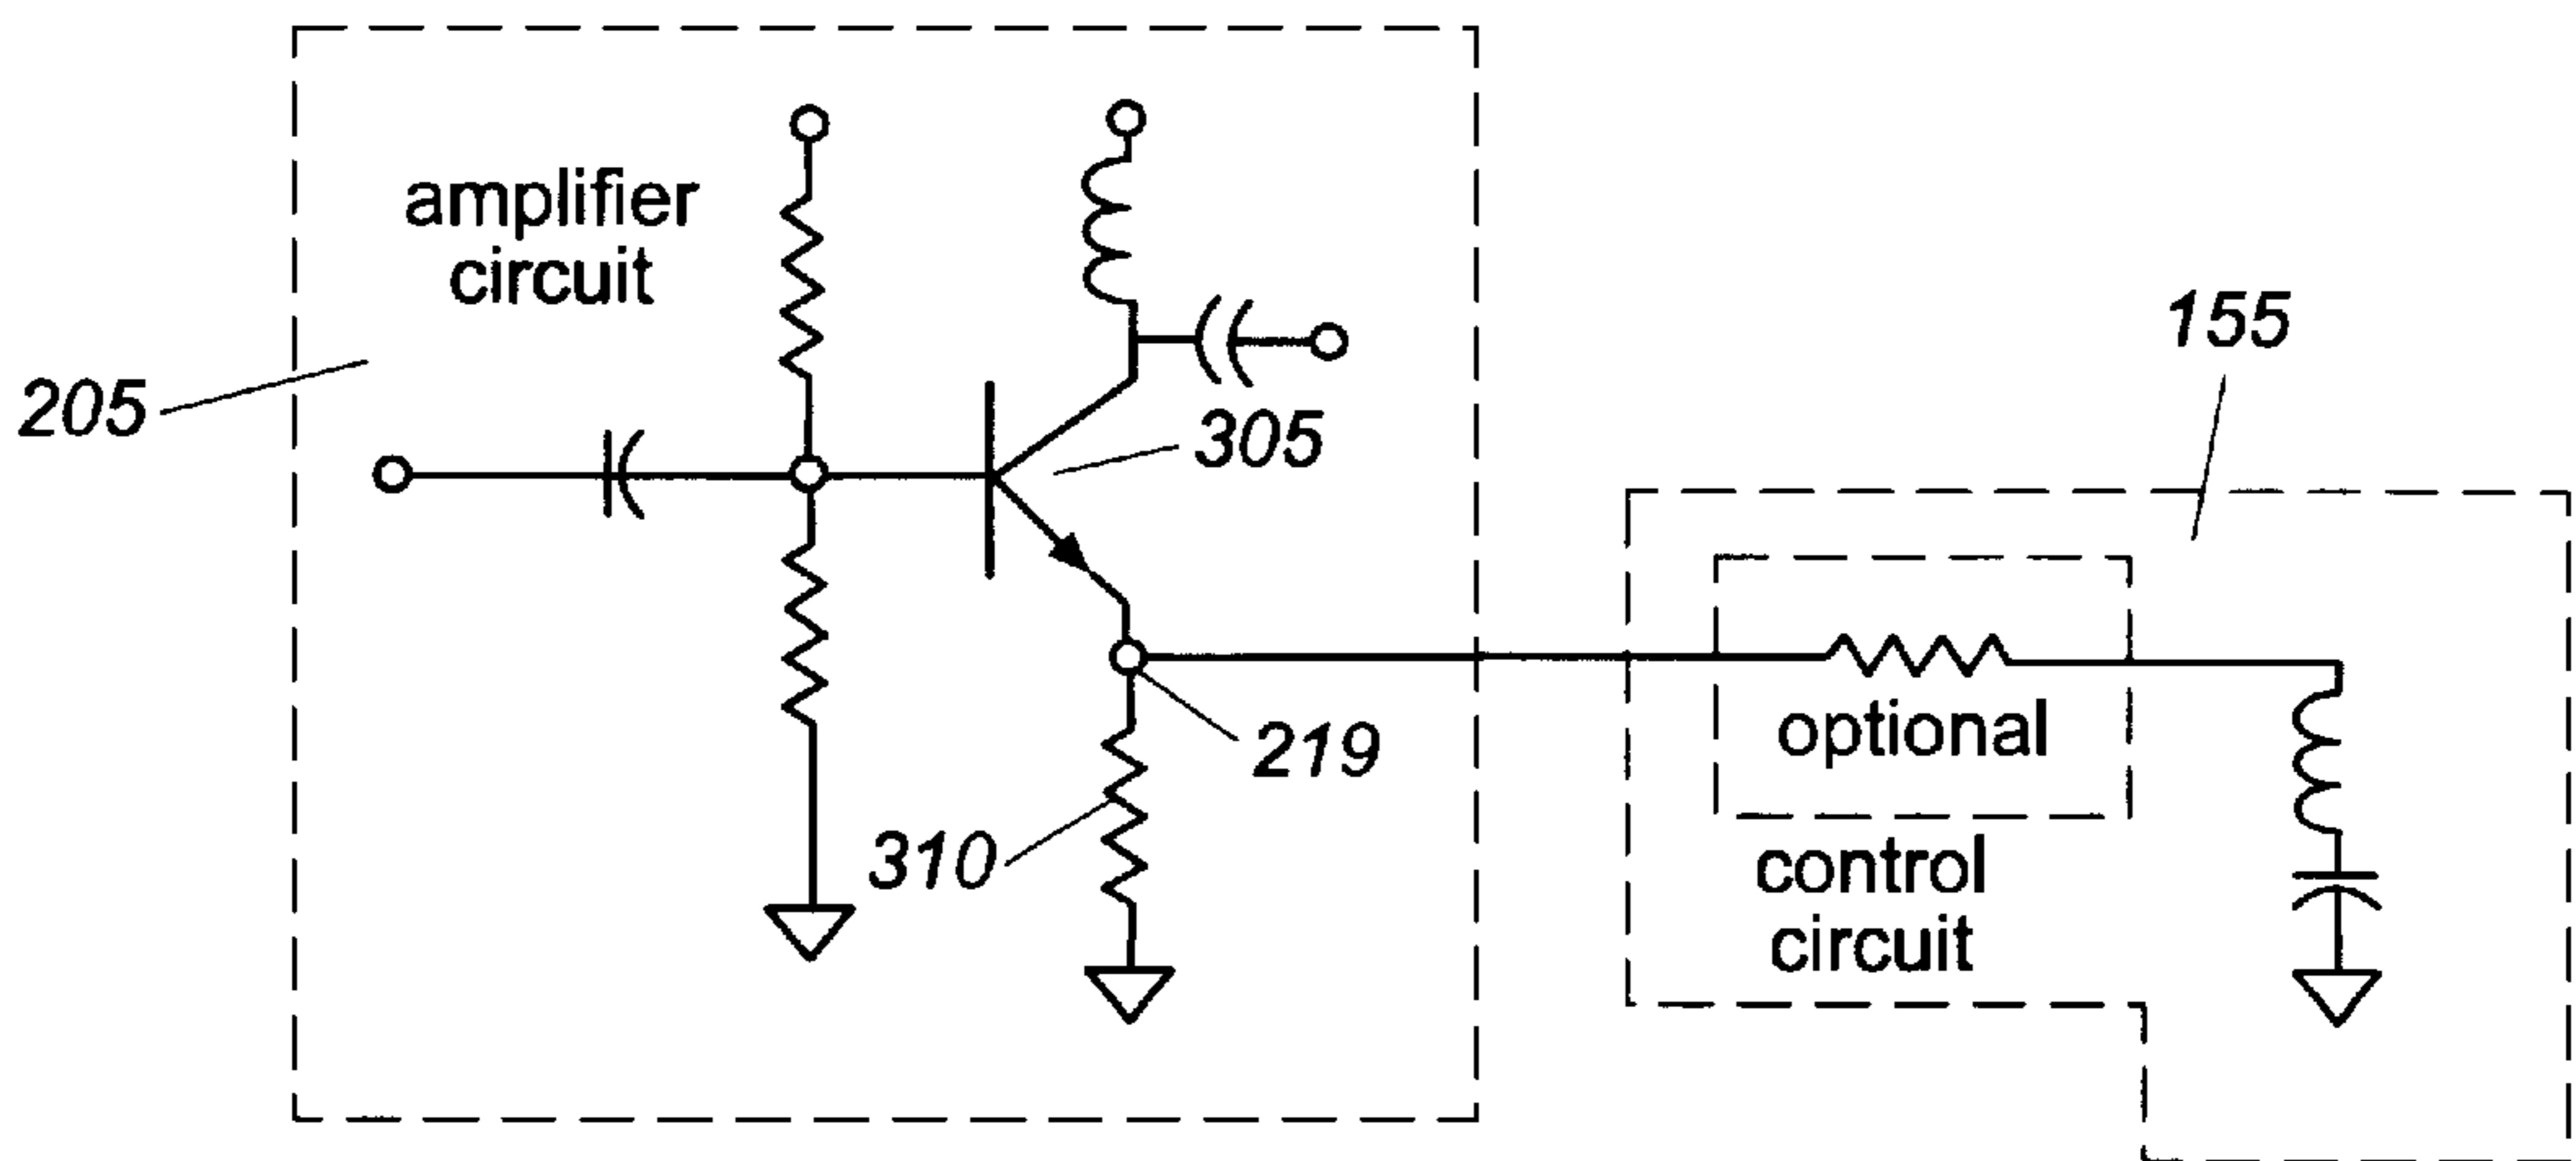 amplifier
circuit
205
305
155
219
310
optional
control
circuit